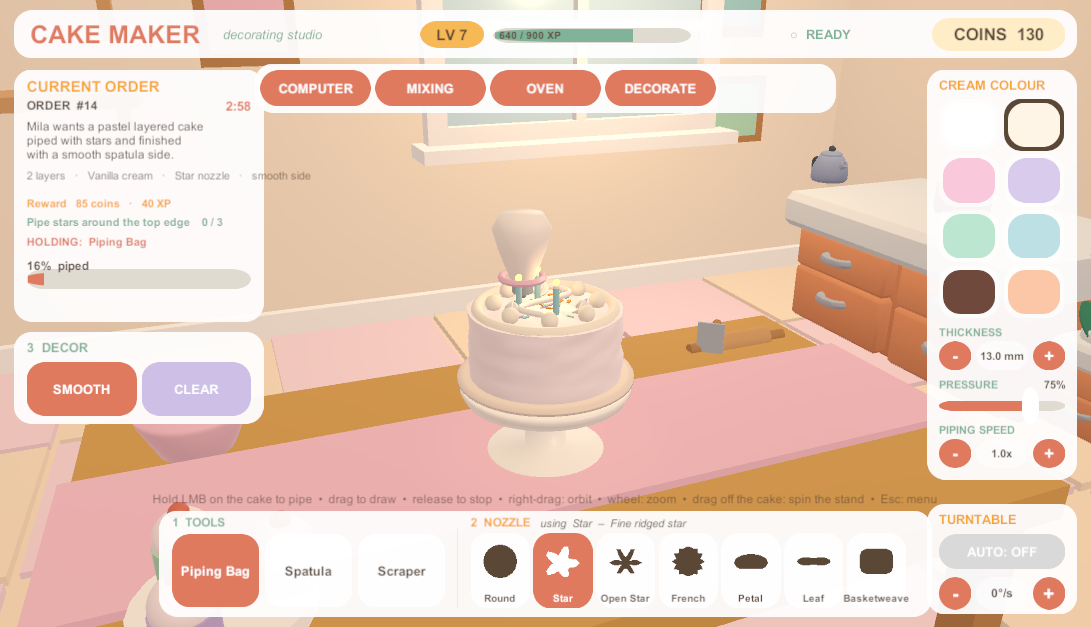 CAKE MAKER
decorating studio
LV 7
640 / 900 XP
○ READY
COINS 130
COMPUTER
MIXING
OVEN
DECORATE
CURRENT ORDER
ORDER #14
2:58
Mila wants a pastel layered cake
piped with stars and finished
with a smooth spatula side.
2 layers · Vanilla cream · Star nozzle · smooth side
Reward 85 coins · 40 XP
Pipe stars around the top edge 0 / 3
HOLDING: Piping Bag
16% piped
3 DECOR
SMOOTH
CLEAR
CREAM COLOUR
THICKNESS
- 13.0 mm +
PRESSURE 75%
PIPING SPEED
- 1.0x +
Hold LMB on the cake to pipe • drag to draw • release to stop • right-drag: orbit • wheel: zoom • drag off the cake: spin the stand • Esc: menu
1 TOOLS
Piping Bag
Spatula
Scraper
2 NOZZLE using Star – Fine ridged star
Round
Star
Open Star
French
Petal
Leaf
Basketweave
TURNTABLE
AUTO: OFF
- 0°/s +